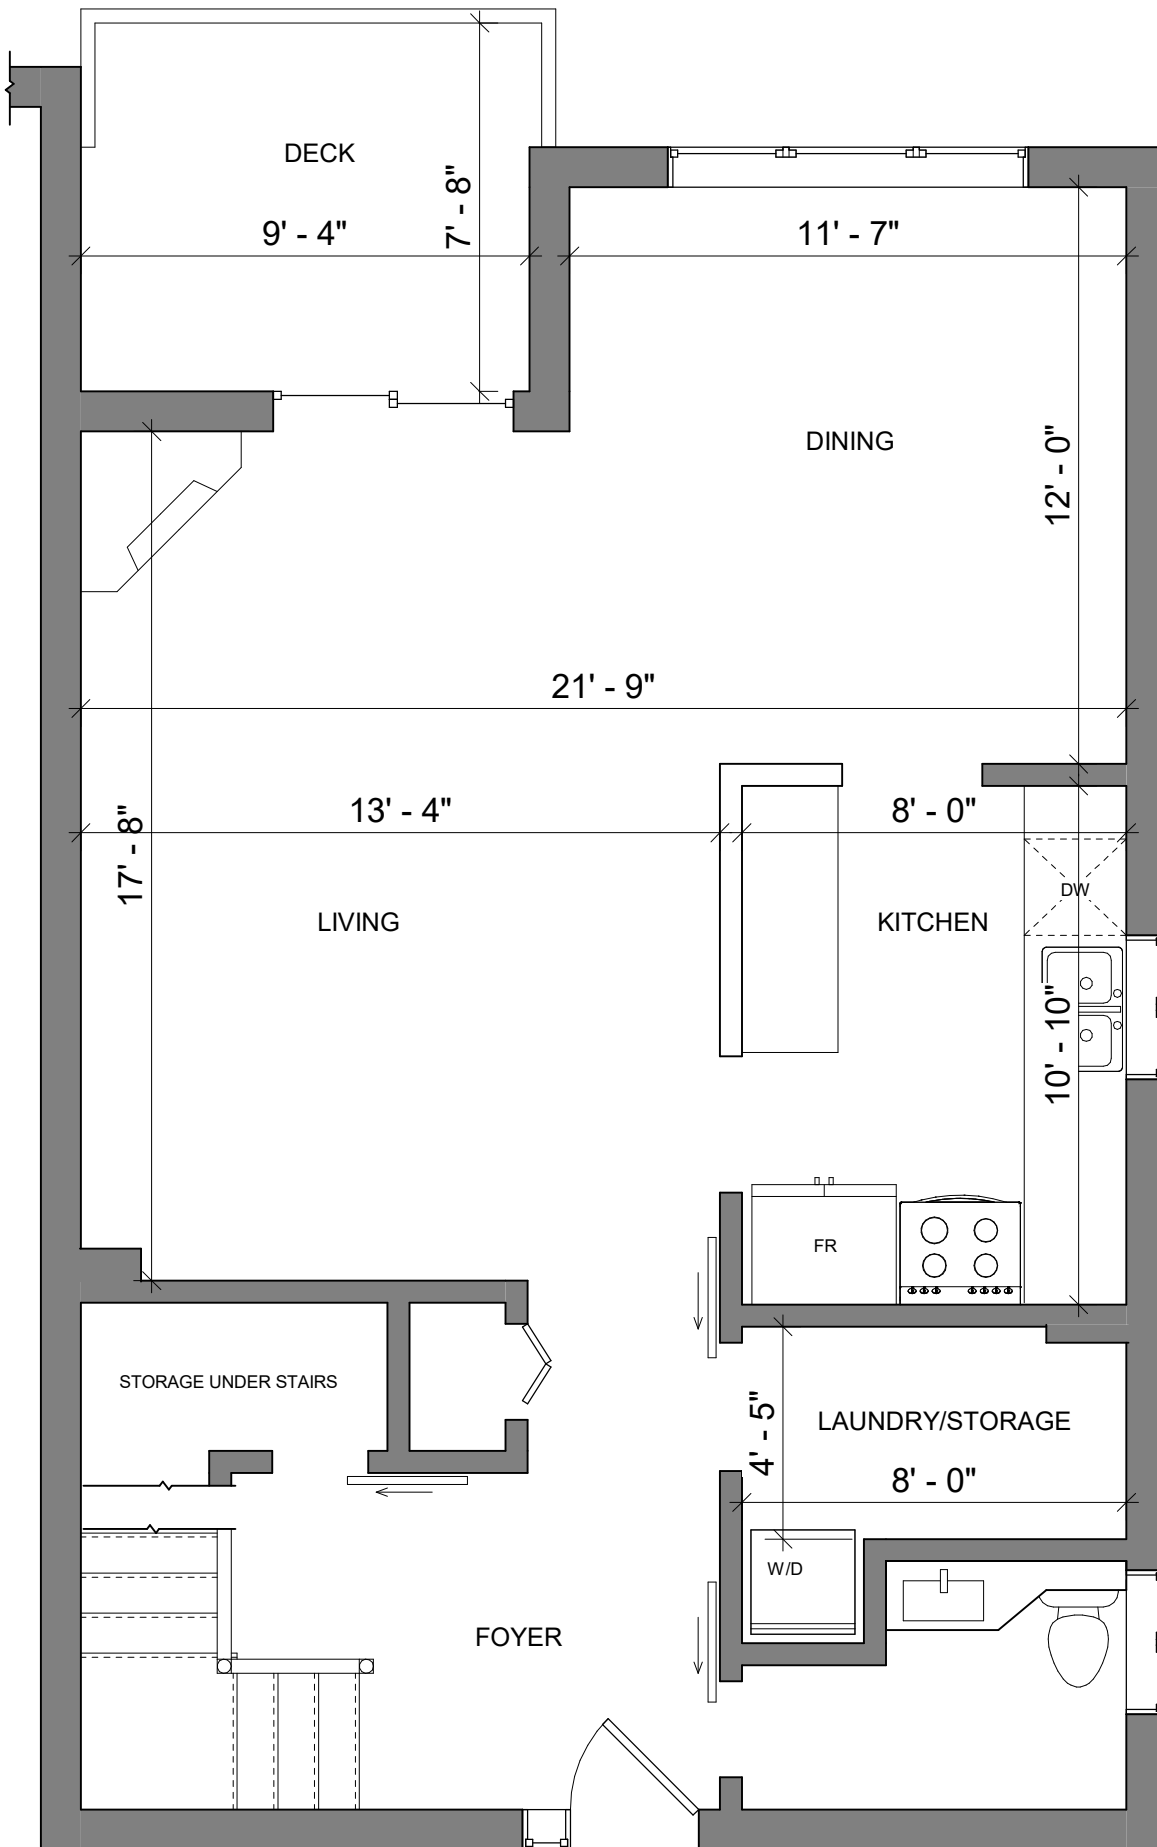 DECK
7' - 8"
9' - 4"
11' - 7"
DINING
12' - 0"
21' - 9"
13' - 4"
8' - 0"
17' - 8"
DW
LIVING
KITCHEN
10' - 10"
FR
STORAGE UNDER STAIRS
4' - 5"
LAUNDRY/STORAGE
8' - 0"
W/D
FOYER